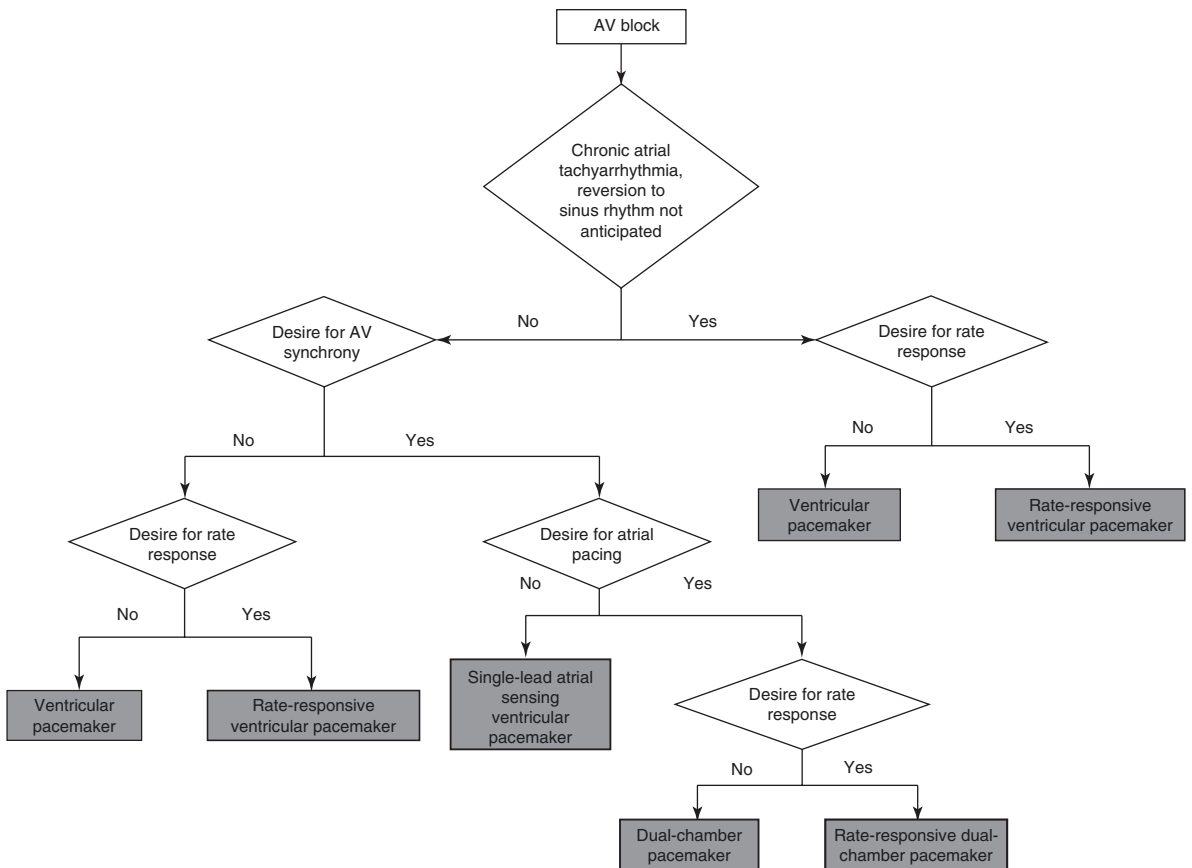 AV block
Chronic atrial
tachyarrhythmia,
reversion to
sinus rhythm not
anticipated
No
Yes
Desire for AV
synchrony
Desire for rate
response
No
Yes
No
Yes
Ventricular
pacemaker
Rate-responsive
ventricular pacemaker
Desire for rate
response
Desire for atrial
pacing
No
Yes
No
Yes
Ventricular
pacemaker
Rate-responsive
ventricular pacemaker
Single-lead atrial
sensing
ventricular
pacemaker
Desire for rate
response
No
Yes
Dual-chamber
pacemaker
Rate-responsive dual-
chamber pacemaker